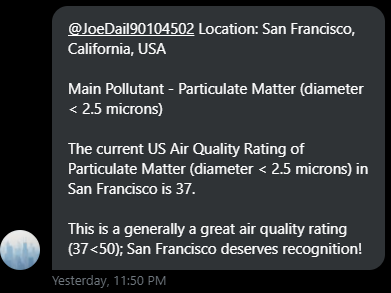 @JoeDail90104502 Location: San Francisco,
California, USA
Main Pollutant - Particulate Matter (diameter
< 2.5 microns)
The current US Air Quality Rating of
Particulate Matter (diameter < 2.5 microns) in
San Francisco is 37.
This is a generally a great air quality rating
(37<50); San Francisco deserves recognition!
Yesterday, 11:50 PM